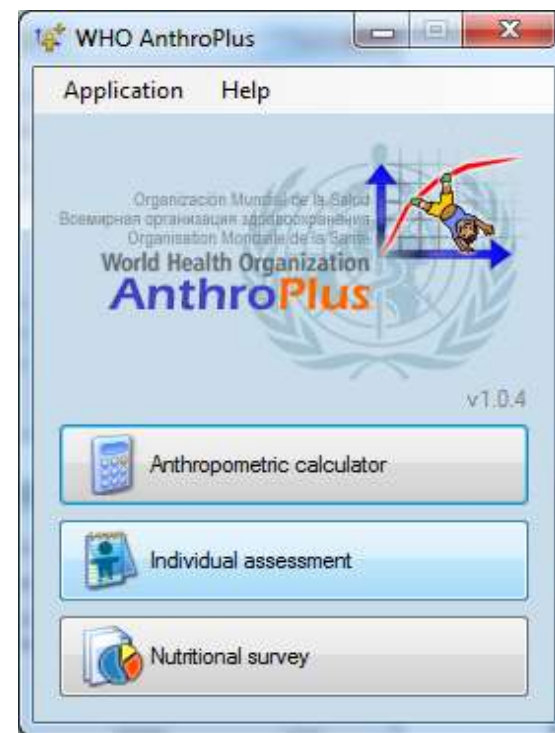 WHO AnthroPlus
Application Help
Organización Mundial de la Salud
Всемирная организация здравоохранения
Organisation Mondiale de la Santé
World Health Organization
AnthroPlus
v1.0.4
Anthropometric calculator
Individual assessment
Nutritional survey